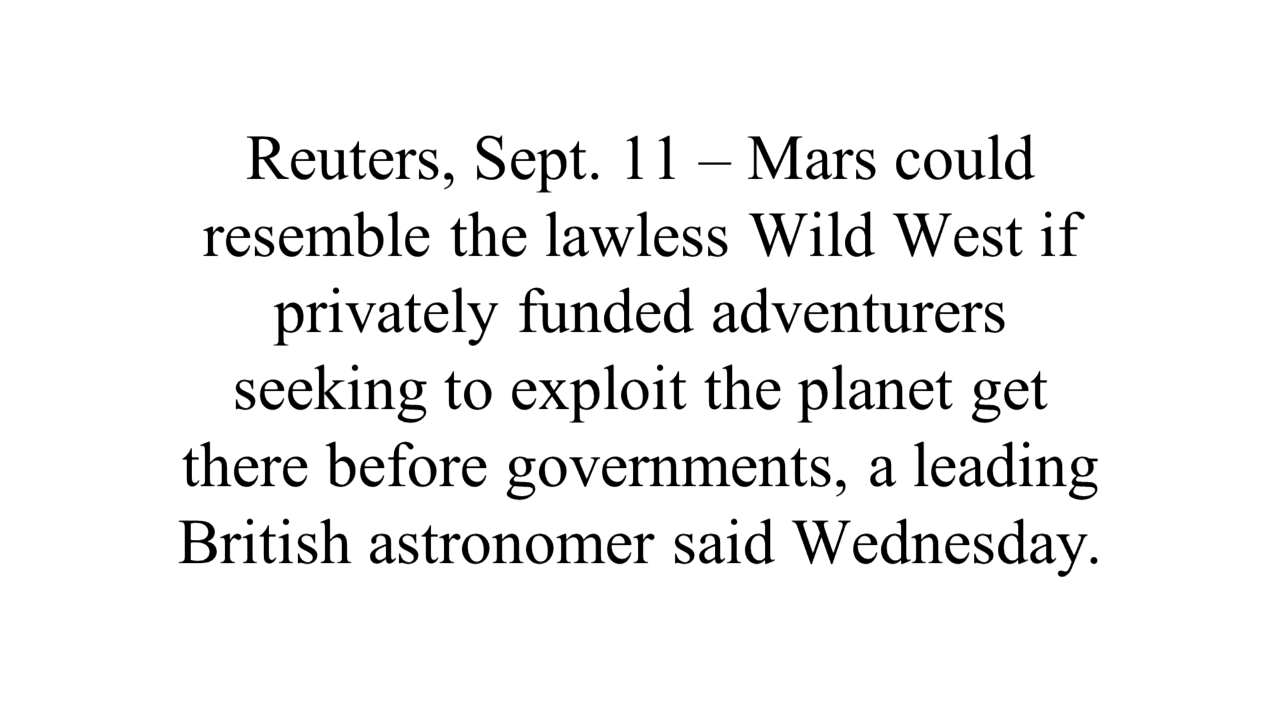 Reuters, Sept. 11 – Mars could
resemble the lawless Wild West if
privately funded adventurers
seeking to exploit the planet get
there before governments, a leading
British astronomer said Wednesday.